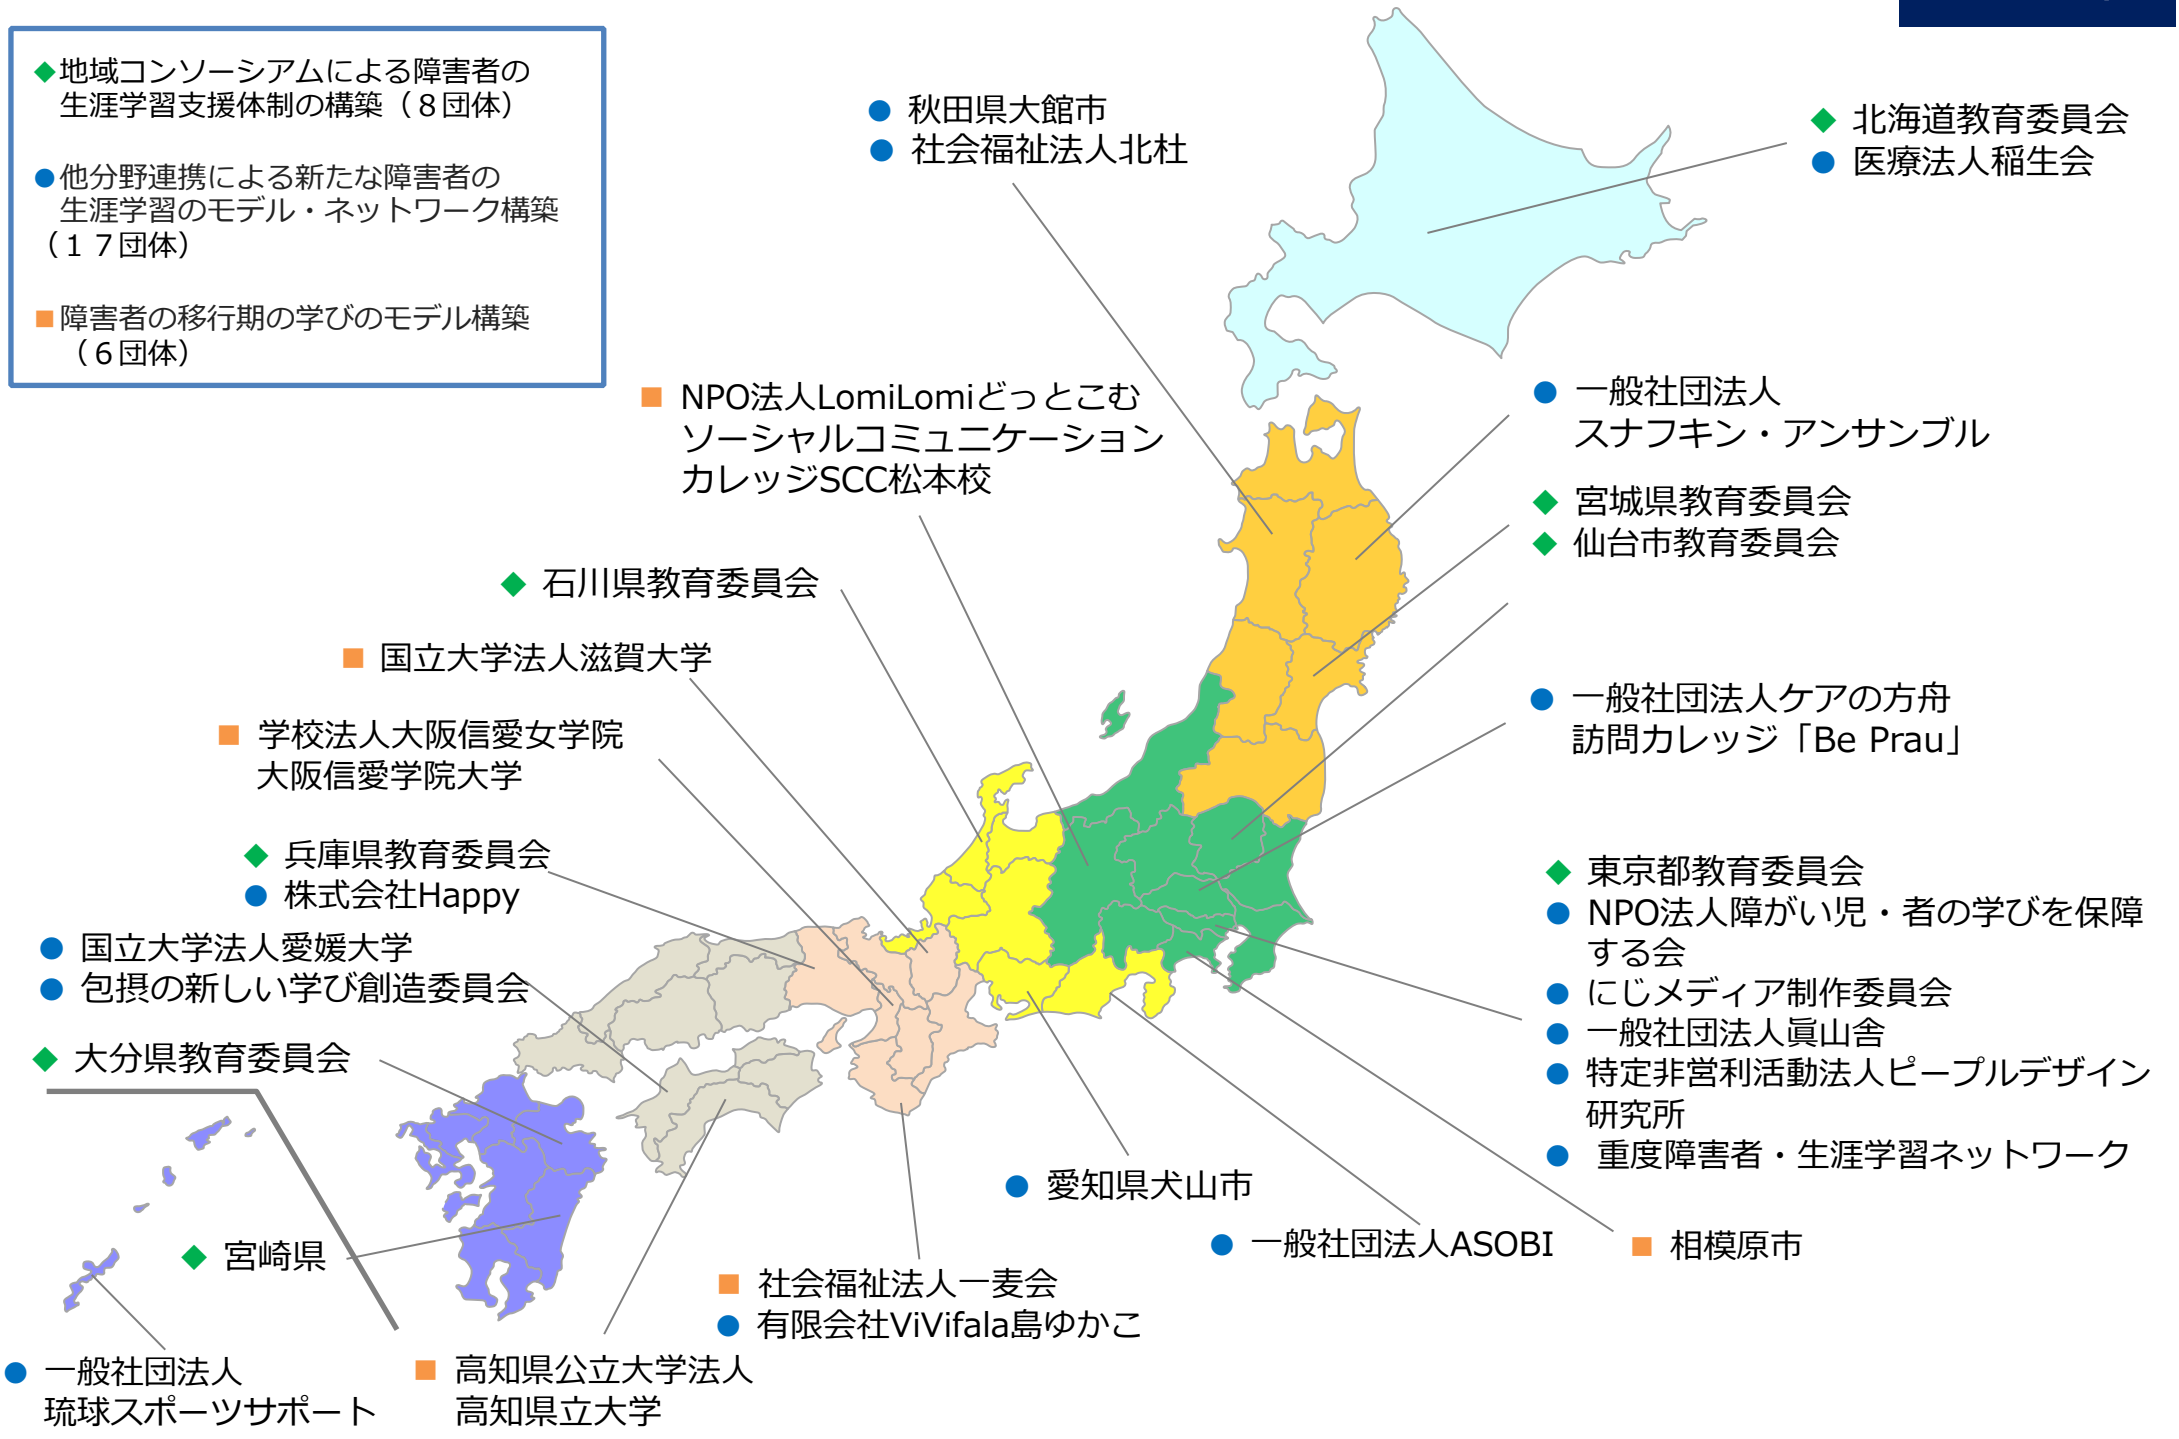 ◆地域コンソーシアムによる障害者の
生涯学習支援体制の構築（８団体）
●他分野連携による新たな障害者の
生涯学習のモデル・ネットワーク構築
（１７団体）
■障害者の移行期の学びのモデル構築
（６団体）
● 秋田県大館市
● 社会福祉法人北杜
◆ 北海道教育委員会
● 医療法人稲生会
■ NPO法人LomiLomiどっとこむ
ソーシャルコミュニケーション
カレッジSCC松本校
● 一般社団法人
スナフキン・アンサンブル
◆ 宮城県教育委員会
◆ 仙台市教育委員会
◆ 石川県教育委員会
■ 国立大学法人滋賀大学
● 一般社団法人ケアの方舟
訪問カレッジ「Be Prau」
■ 学校法人大阪信愛女学院
大阪信愛学院大学
◆ 兵庫県教育委員会
● 株式会社Happy
● 国立大学法人愛媛大学
● 包摂の新しい学び創造委員会
◆ 大分県教育委員会
◆ 東京都教育委員会
● NPO法人障がい児・者の学びを保障
する会
● にじメディア制作委員会
● 一般社団法人眞山舎
● 特定非営利活動法人ピープルデザイン
研究所
● 重度障害者・生涯学習ネットワーク
● 愛知県犬山市
● 一般社団法人ASOBI
■ 相模原市
◆ 宮崎県
■ 社会福祉法人一麦会
● 有限会社ViVifala島ゆかこ
● 一般社団法人
琉球スポーツサポート
■ 高知県公立大学法人
高知県立大学